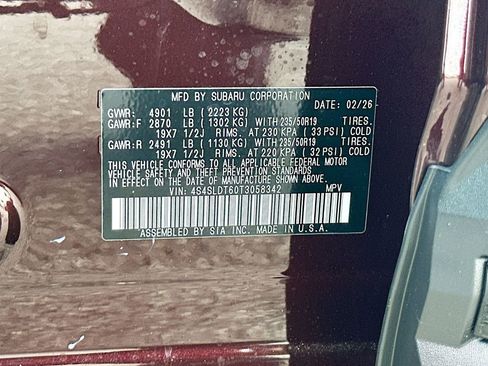 MFD BY SUBARU CORPORATION
DATE: 02/26
GVWR: 4901 LB (2223 KG)
GAWR:F 2870 LB (1302 KG) WITH 235/50R19 TIRES.
19X7 1/2J RIMS. AT 230 KPA (33 PSI) COLD
GAWR:R 2491 LB (1130 KG) WITH 235/50R19 TIRES.
19X7 1/2J RIMS. AT 220 KPA (32 PSI) COLD
THIS VEHICLE CONFORMS TO ALL APPLICABLE FEDERAL MOTOR
VEHICLE SAFETY AND THEFT PREVENTION STANDARDS
IN EFFECT ON THE DATE OF MANUFACTURE SHOWN ABOVE.
VIN: 4S4SLDT60T3058342 MPV
ASSEMBLED BY SIA INC. MADE IN U.S.A.